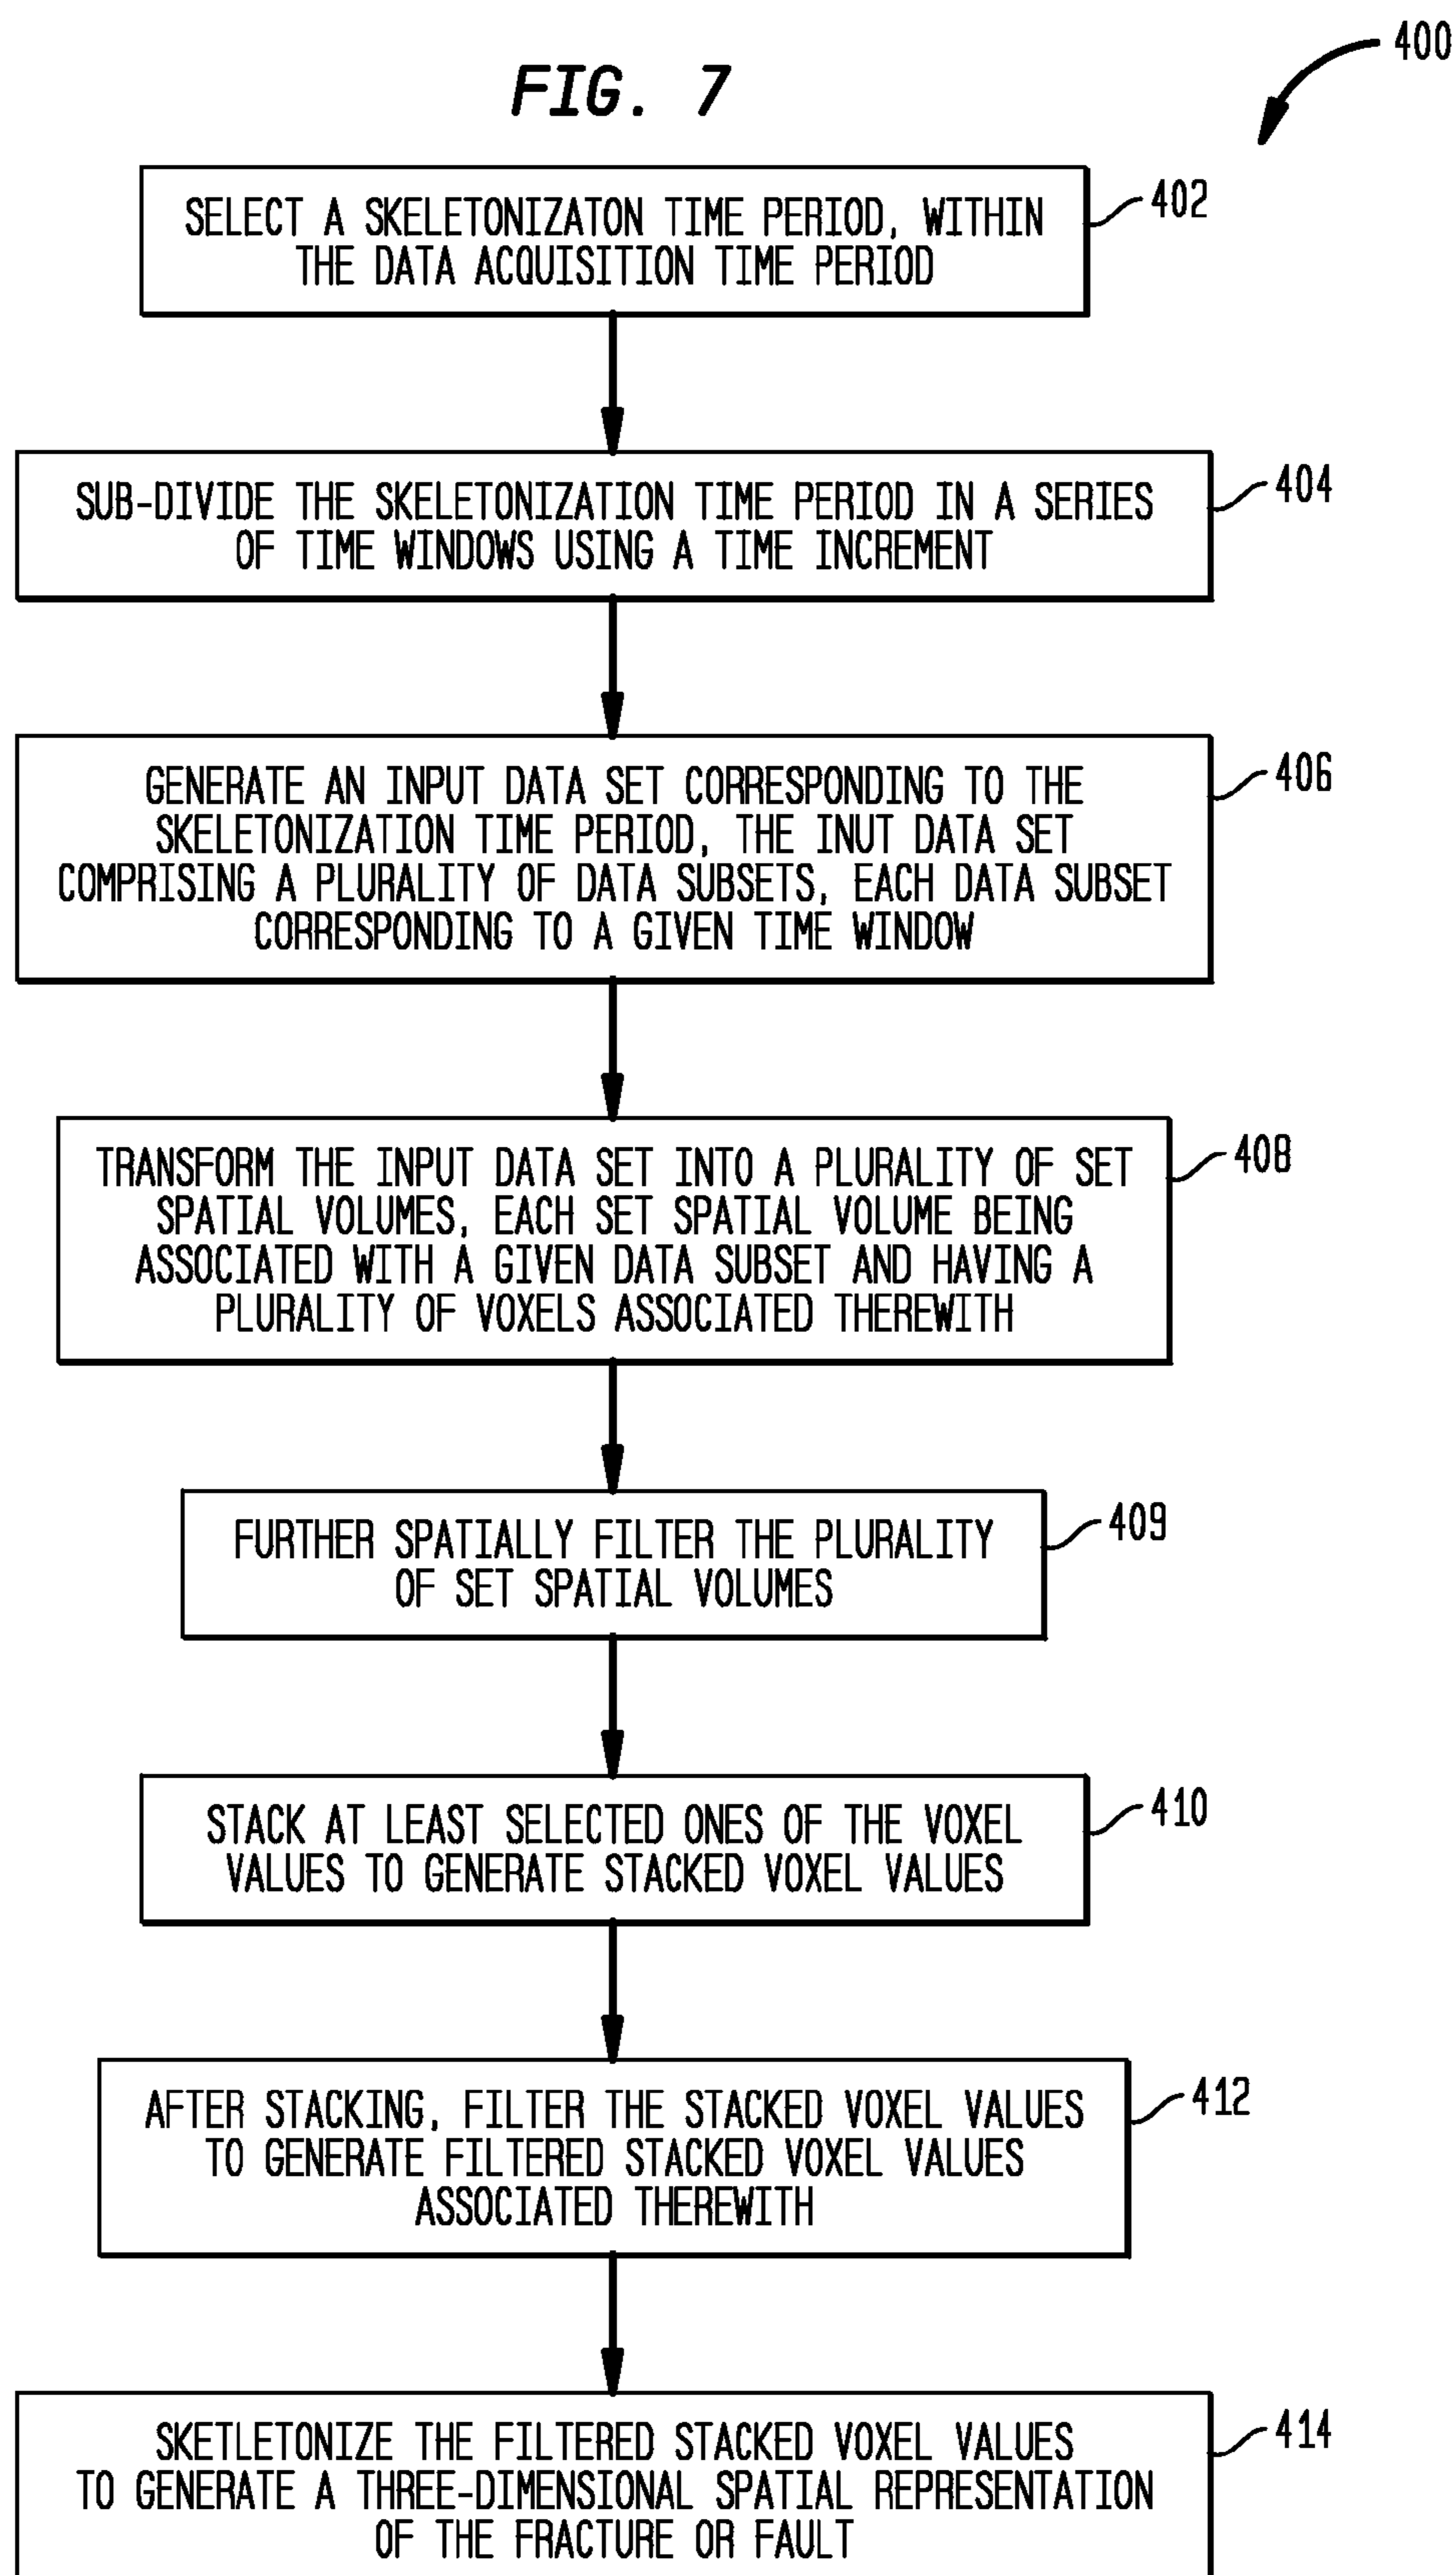 400
FIG. 7
402
SELECT A SKELETONIZATON TIME PERIOD, WITHIN
THE DATA ACQUISITION TIME PERIOD
404
SUB-DIVIDE THE SKELETONIZATION TIME PERIOD IN A SERIES
OF TIME WINDOWS USING A TIME INCREMENT
406
GENERATE AN INPUT DATA SET CORRESPONDING TO THE
SKELETONIZATION TIME PERIOD, THE INUT DATA SET
COMPRISING A PLURALITY OF DATA SUBSETS, EACH DATA SUBSET
CORRESPONDING TO A GIVEN TIME WINDOW
408
TRANSFORM THE INPUT DATA SET INTO A PLURALITY OF SET
SPATIAL VOLUMES, EACH SET SPATIAL VOLUME BEING
ASSOCIATED WITH A GIVEN DATA SUBSET AND HAVING A
PLURALITY OF VOXELS ASSOCIATED THEREWITH
409
FURTHER SPATIALLY FILTER THE PLURALITY
OF SET SPATIAL VOLUMES
410
STACK AT LEAST SELECTED ONES OF THE VOXEL
VALUES TO GENERATE STACKED VOXEL VALUES
412
AFTER STACKING, FILTER THE STACKED VOXEL VALUES
TO GENERATE FILTERED STACKED VOXEL VALUES
ASSOCIATED THEREWITH
414
SKETLETONIZE THE FILTERED STACKED VOXEL VALUES
TO GENERATE A THREE-DIMENSIONAL SPATIAL REPRESENTATION
OF THE FRACTURE OR FAULT